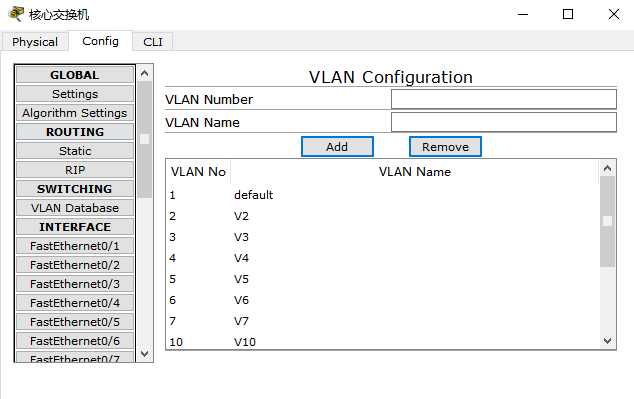 核心交换机
Physical Config CLI
GLOBAL
Settings
Algorithm Settings
ROUTING
Static
RIP
SWITCHING
VLAN Database
INTERFACE
FastEthernet0/1
FastEthernet0/2
FastEthernet0/3
FastEthernet0/4
FastEthernet0/5
FastEthernet0/6
FastEthernet0/7
VLAN Configuration
VLAN Number
VLAN Name
Add Remove
VLAN No VLAN Name
1 default
2 V2
3 V3
4 V4
5 V5
6 V6
7 V7
10 V10